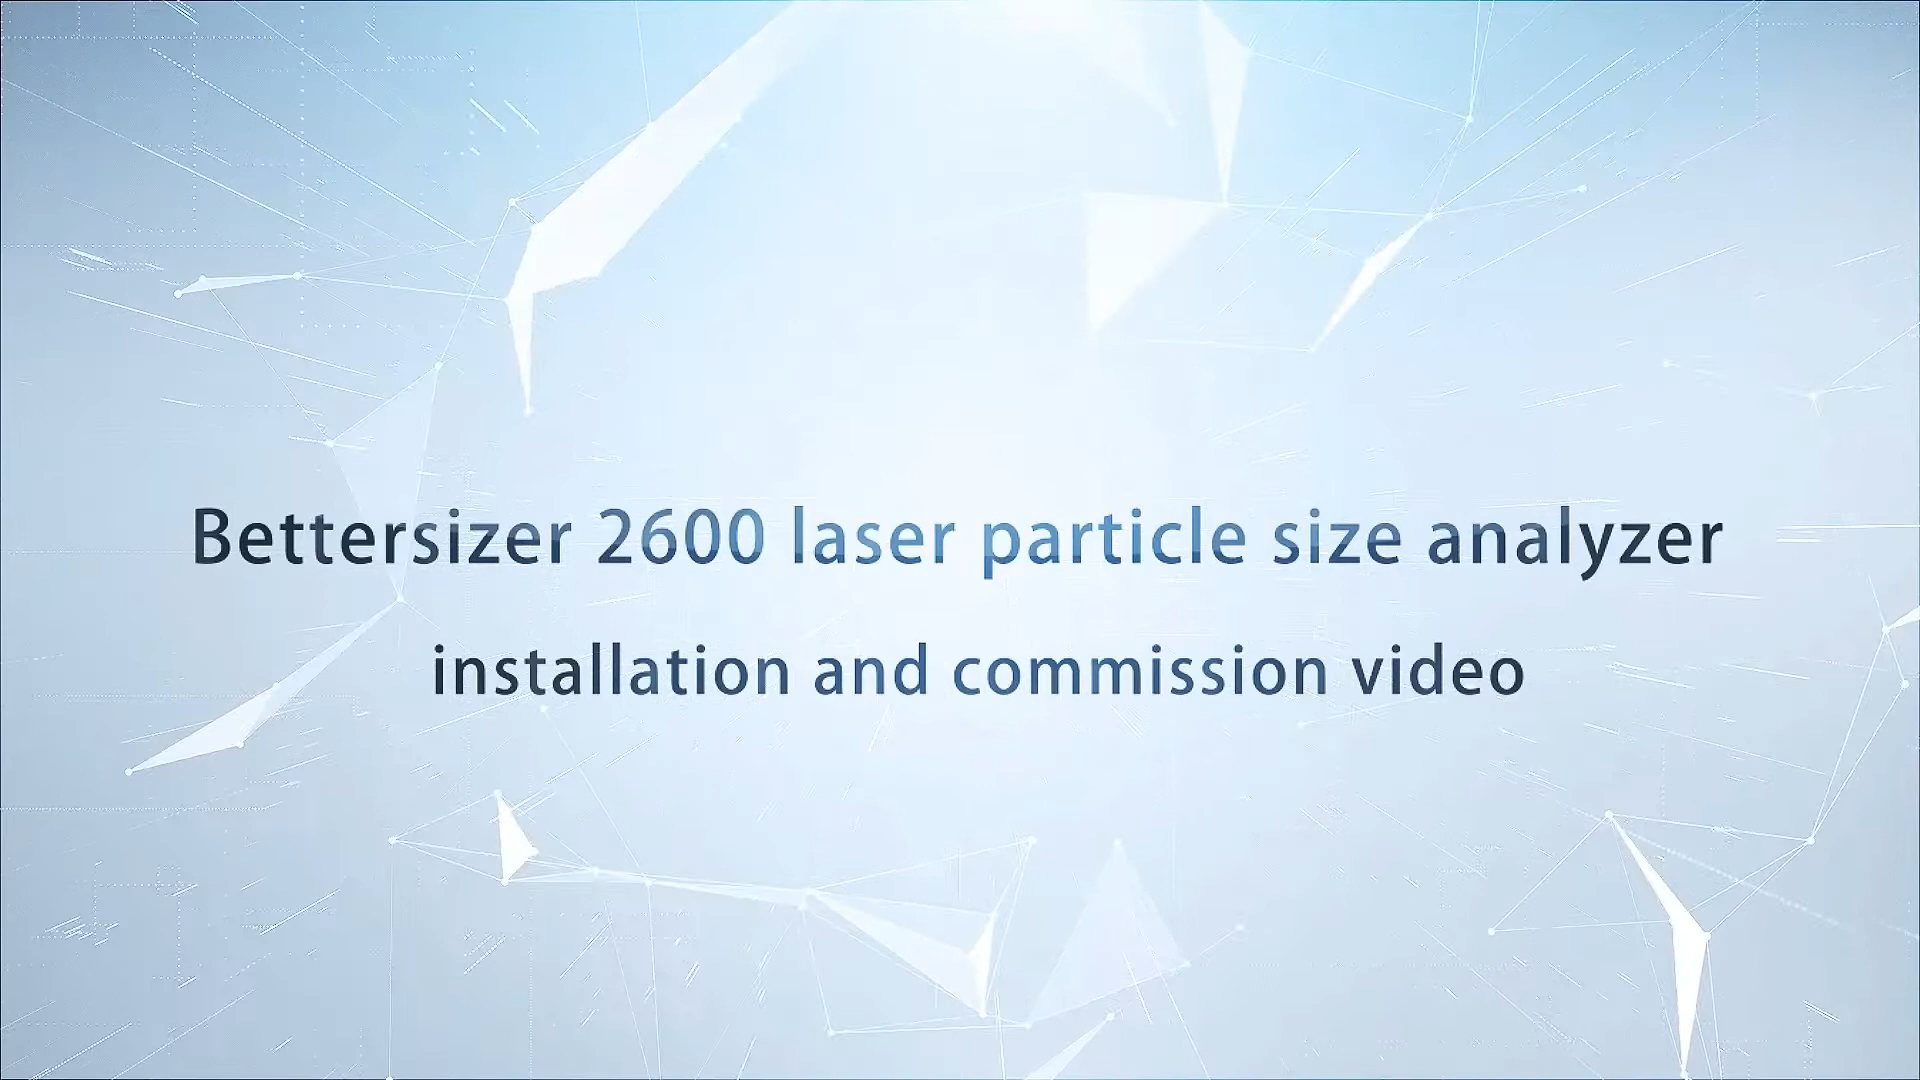 Bettersizer 2600 laser particle size analyzer
installation and commission video